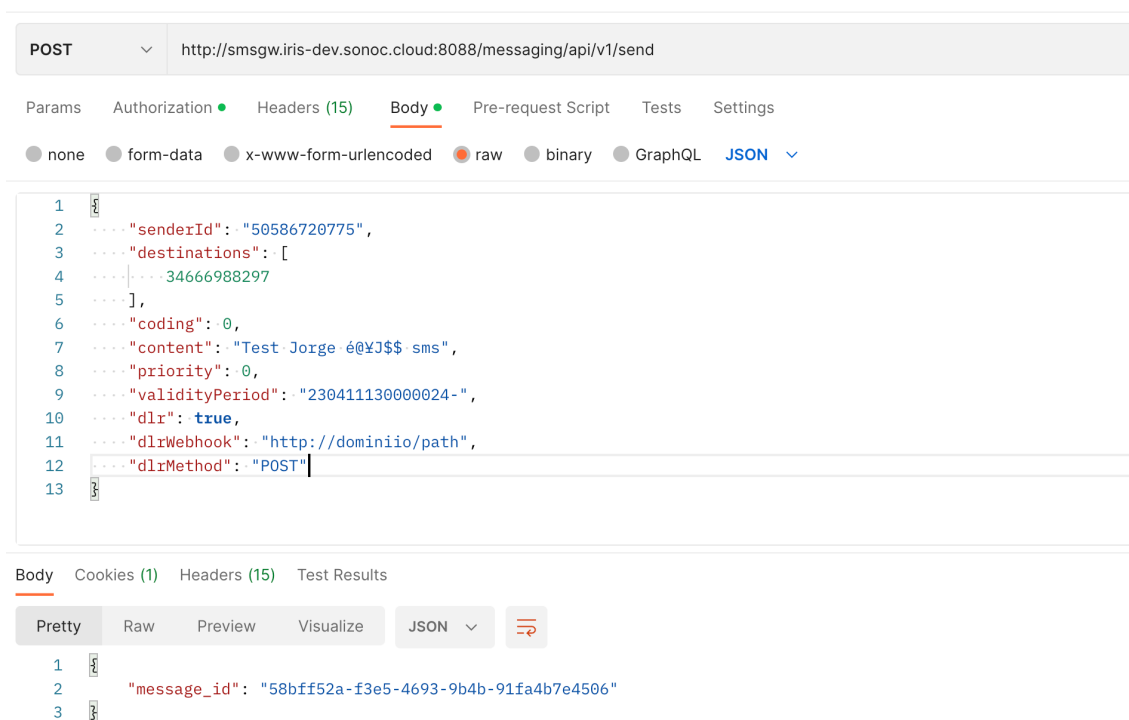 POST http://smsgw.iris-dev.sonoc.cloud:8088/messaging/api/v1/send
Params Authorization Headers (15) Body Pre-request Script Tests Settings
none form-data x-www-form-urlencoded raw binary GraphQL JSON
1 {
2 ····"senderId":·"50586720775",
3 ····"destinations":·[
4 ········34666988297
5 ····],
6 ····"coding":·0,
7 ····"content":·"Test·Jorge·é@¥J$$·sms",
8 ····"priority":·0,
9 ····"validityPeriod":·"230411130000024-",
10 ····"dlr":·true,
11 ····"dlrWebhook":·"http://dominiio/path",
12 ····"dlrMethod":·"POST"
13 }
Body Cookies (1) Headers (15) Test Results
Pretty Raw Preview Visualize JSON
1 {
2 "message_id": "58bff52a-f3e5-4693-9b4b-91fa4b7e4506"
3 }